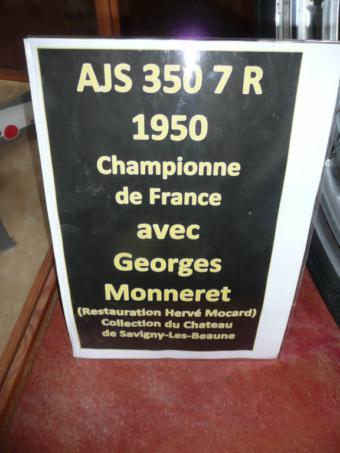 AJS 350 7 R
1950
Championne
de France
avec
Georges
Monneret
(Restauration Hervé Mocard)
Collection du Chateau
de Savigny-Les-Beaune